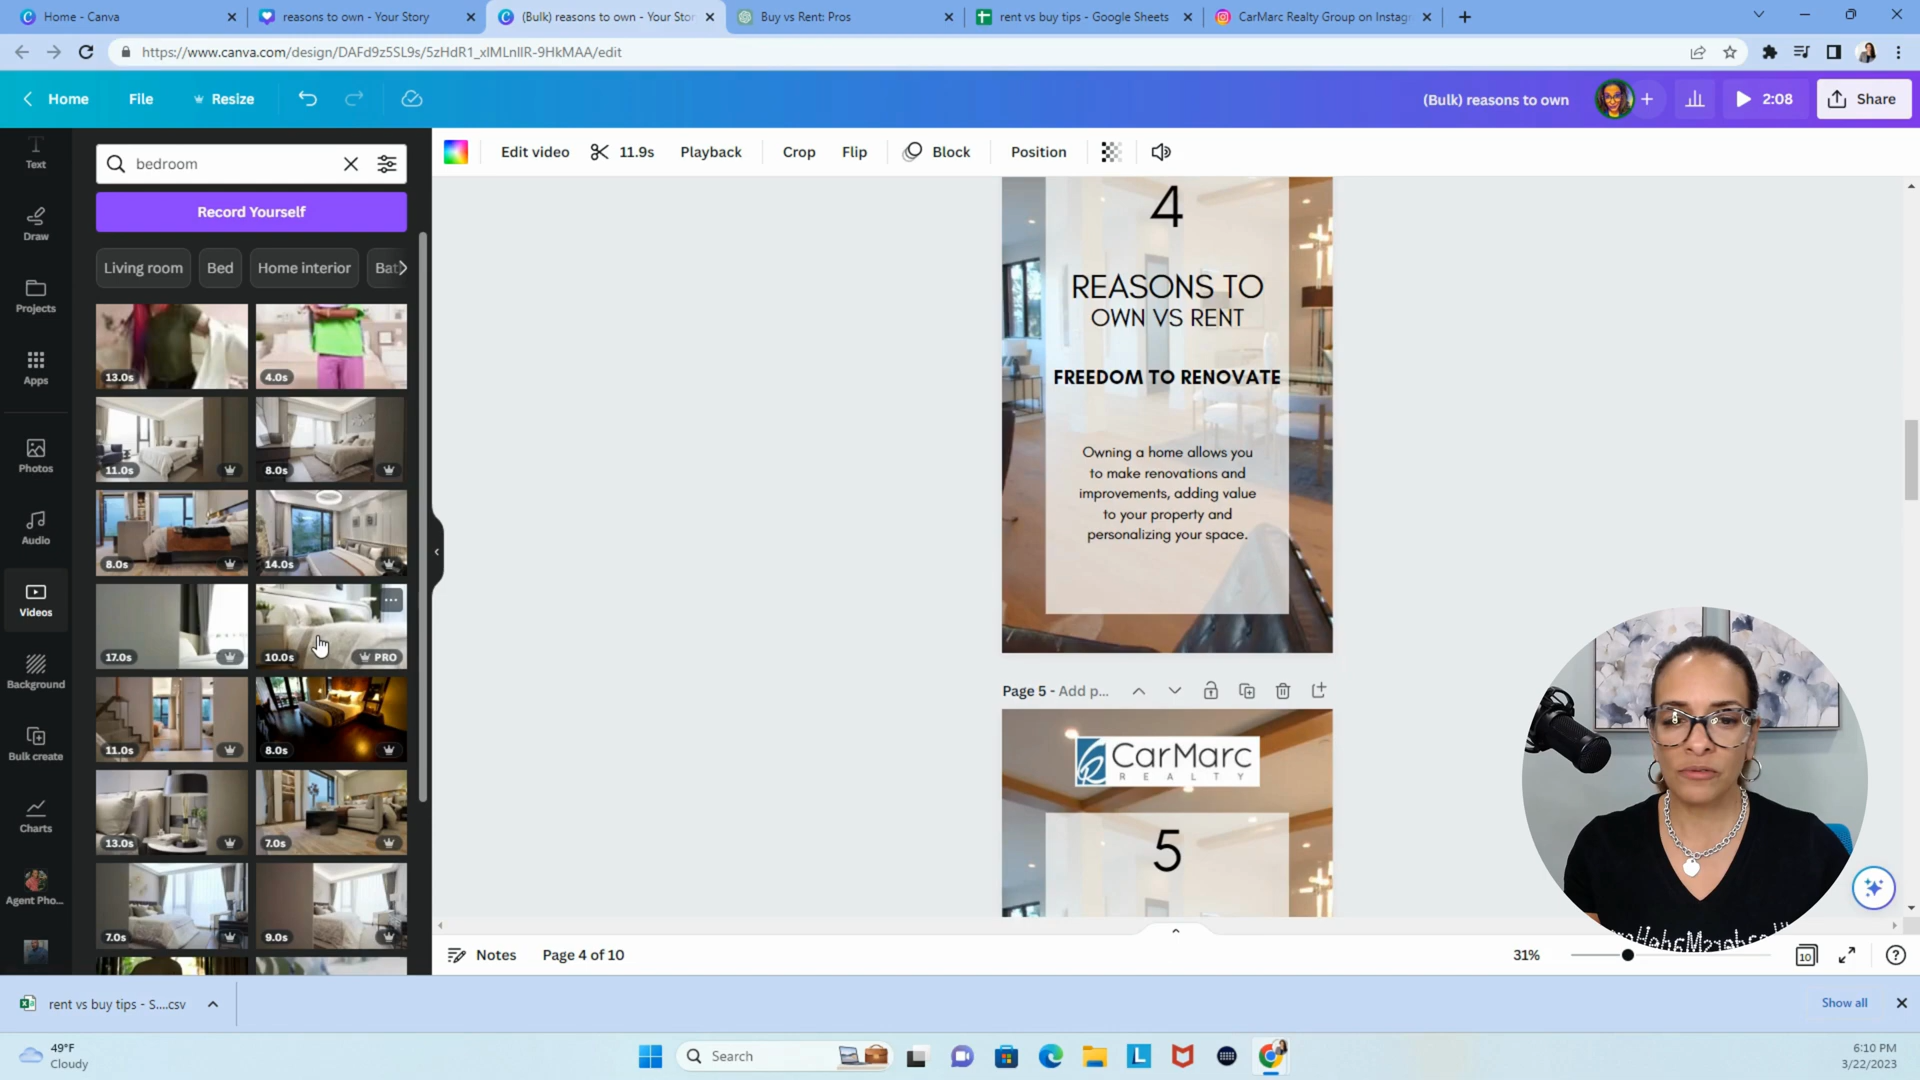 Home - Canva
reasons to own - Your Story
(Bulk) reasons to own - Your Stor
Buy vs Rent: Pros
rent vs buy tips - Google Sheets
CarMarc Realty Group on Instagr
https://www.canva.com/design/DAFd9z5SL9s/5zHdR1_xIMLnIlR-9HkMAA/edit
Home
File
Resize
(Bulk) reasons to own
2:08
Share
Text
Draw
Projects
Apps
Photos
Audio
Videos
Background
Bulk create
Charts
Agent Pho...
bedroom
Record Yourself
Living room
Bed
Home interior
Bat
13.0s
4.0s
11.0s
8.0s
8.0s
14.0s
17.0s
10.0s
PRO
11.0s
8.0s
13.0s
7.0s
7.0s
9.0s
Edit video
11.9s
Playback
Crop
Flip
Block
Position
4
REASONS TO
OWN VS RENT
FREEDOM TO RENOVATE
Owning a home allows you
to make renovations and
improvements, adding value
to your property and
personalizing your space.
Page 5 - Add p...
CarMarc
REALTY
5
Notes
Page 4 of 10
31%
10
rent vs buy tips - S....csv
Show all
49°F
Cloudy
Search
L
6:10 PM
3/22/2023